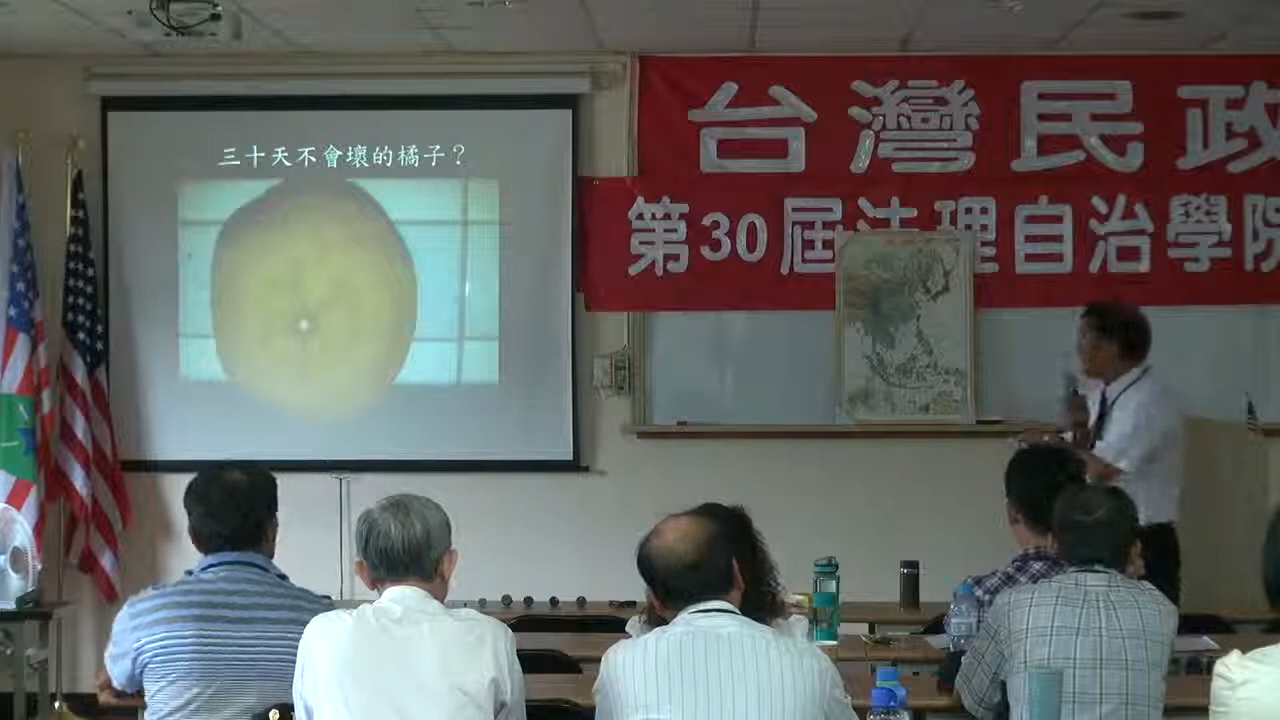 三十天不會壞的橘子？
台灣民政
第30屆法理自治學院